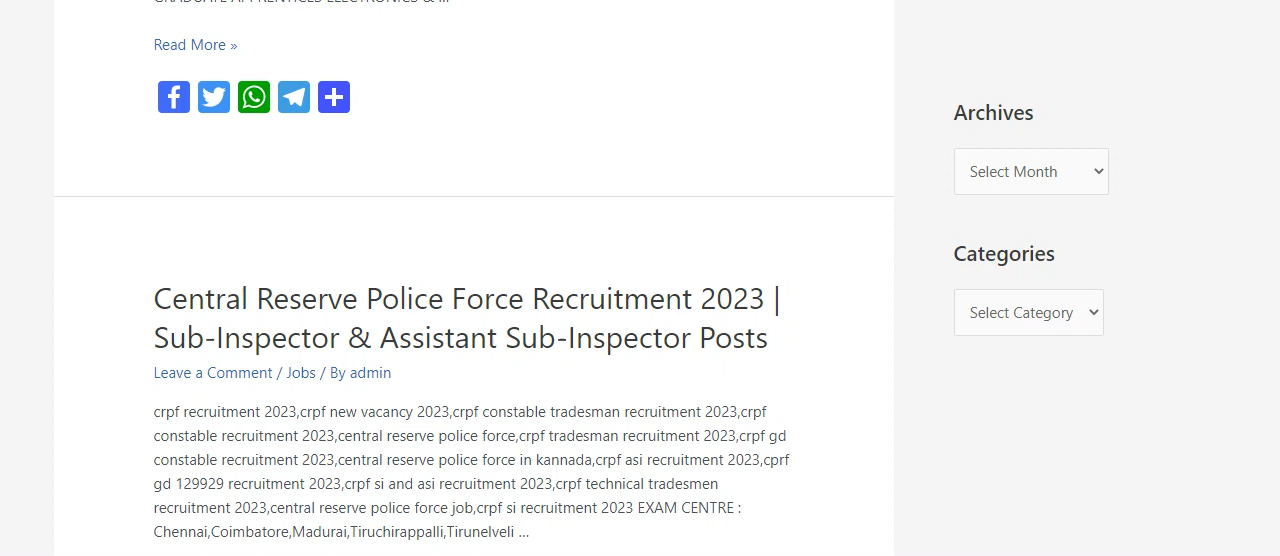 GRADUATE APPRENTICES ELECTRONICS & ...
Read More »
Archives
Select Month
Categories
Select Category
Central Reserve Police Force Recruitment 2023 |
Sub-Inspector & Assistant Sub-Inspector Posts
Leave a Comment / Jobs / By admin
crpf recruitment 2023,crpf new vacancy 2023,crpf constable tradesman recruitment 2023,crpf
constable recruitment 2023,central reserve police force,crpf tradesman recruitment 2023,crpf gd
constable recruitment 2023,central reserve police force in kannada,crpf asi recruitment 2023,cprf
gd 129929 recruitment 2023,crpf si and asi recruitment 2023,crpf technical tradesmen
recruitment 2023,central reserve police force job,crpf si recruitment 2023 EXAM CENTRE :
Chennai,Coimbatore,Madurai,Tiruchirappalli,Tirunelveli ...